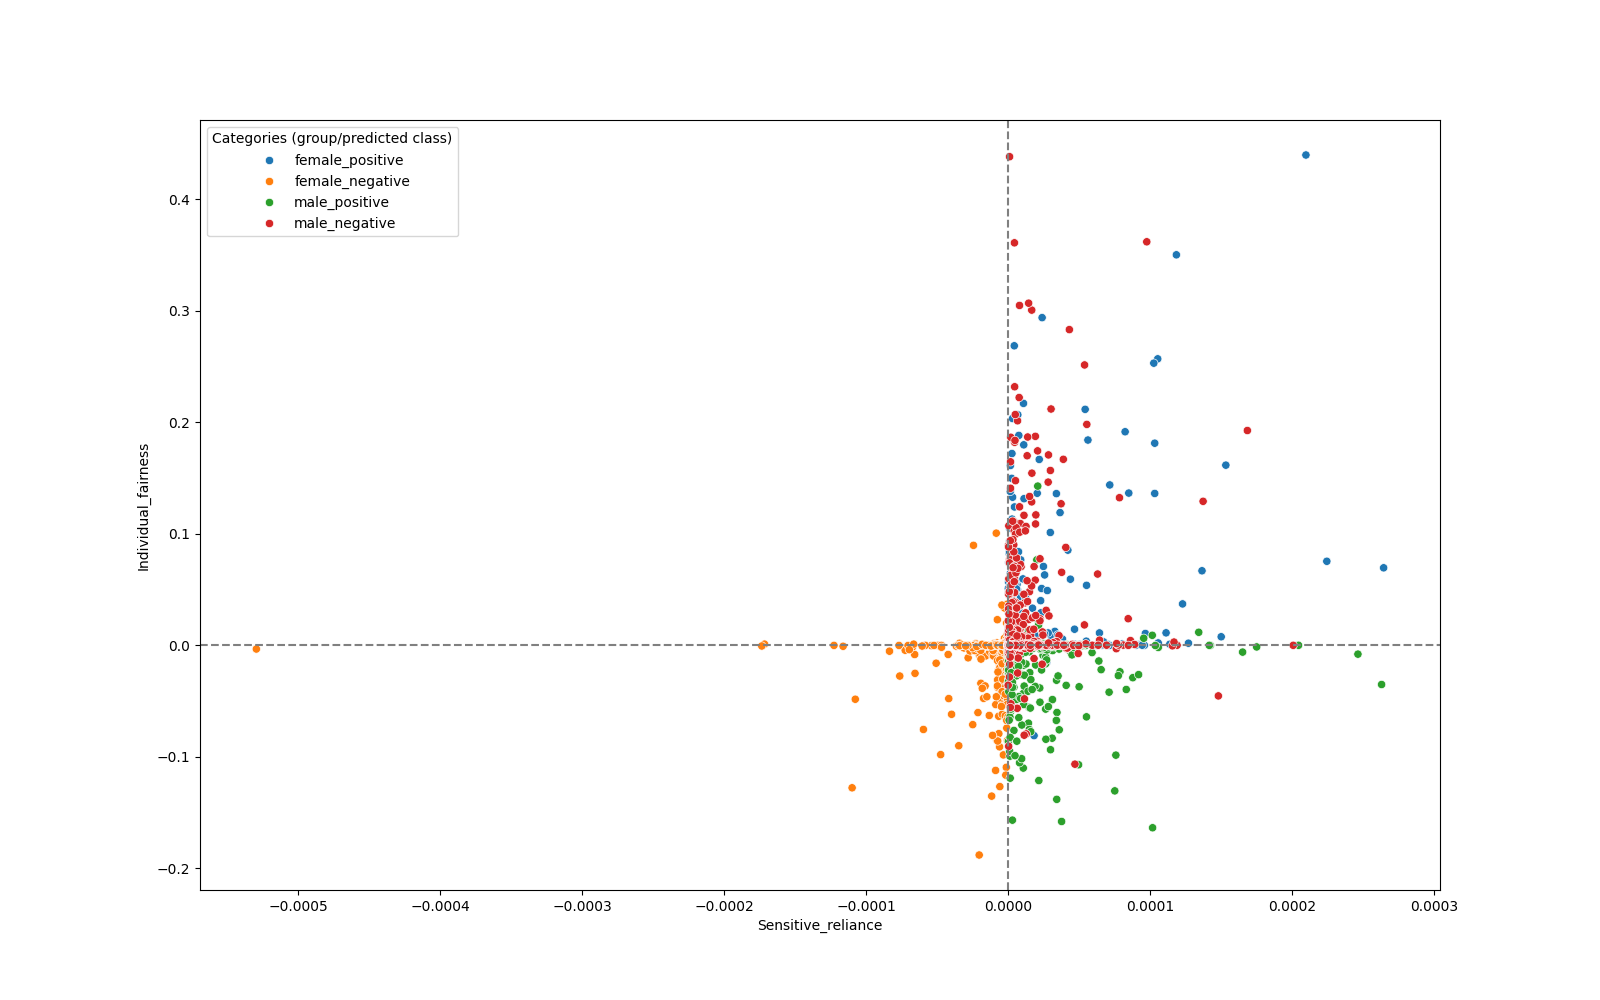 Categories (group/predicted class)
female_positive
female_negative
male_positive
male_negative
0.4
0.3
0.2
0.1
0.0
−0.1
−0.2
Individual_fairness
−0.0005
−0.0004
−0.0003
−0.0002
−0.0001
0.0000
0.0001
0.0002
0.0003
Sensitive_reliance